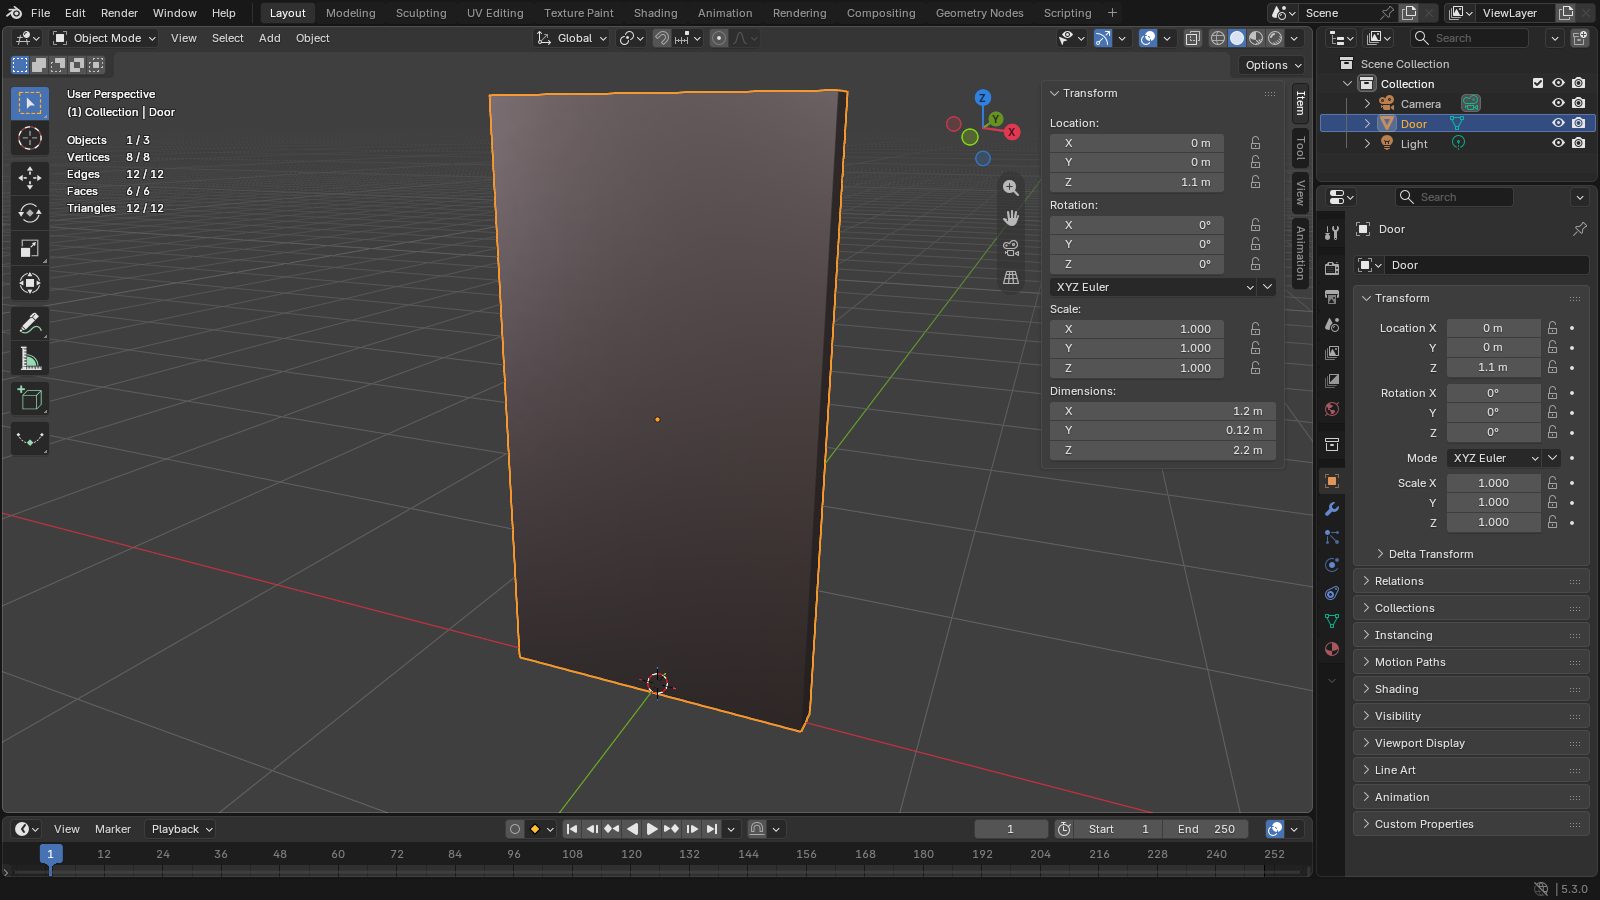 File Edit Render Window Help Layout Modeling Sculpting UV Editing Texture Paint Shading Animation Rendering Compositing Geometry Nodes Scripting + Scene ViewLayer
Object Mode View Select Add Object Global Search
Options
User Perspective
(1) Collection | Door
Objects 1 / 3
Vertices 8 / 8
Edges 12 / 12
Faces 6 / 6
Triangles 12 / 12
Z
Y
X
Transform
Location:
X 0 m
Y 0 m
Z 1.1 m
Rotation:
X 0°
Y 0°
Z 0°
XYZ Euler
Scale:
X 1.000
Y 1.000
Z 1.000
Dimensions:
X 1.2 m
Y 0.12 m
Z 2.2 m
Item
Tool
View
Animation
Scene Collection
Collection
Camera
Door
Light
Search
Door
Door
Transform
Location X 0 m
Y 0 m
Z 1.1 m
Rotation X 0°
Y 0°
Z 0°
Mode XYZ Euler
Scale X 1.000
Y 1.000
Z 1.000
Delta Transform
Relations
Collections
Instancing
Motion Paths
Shading
Visibility
Viewport Display
Line Art
Animation
Custom Properties
View Marker Playback 1 Start 1 End 250
1 12 24 36 48 60 72 84 96 108 120 132 144 156 168 180 192 204 216 228 240 252
5.3.0